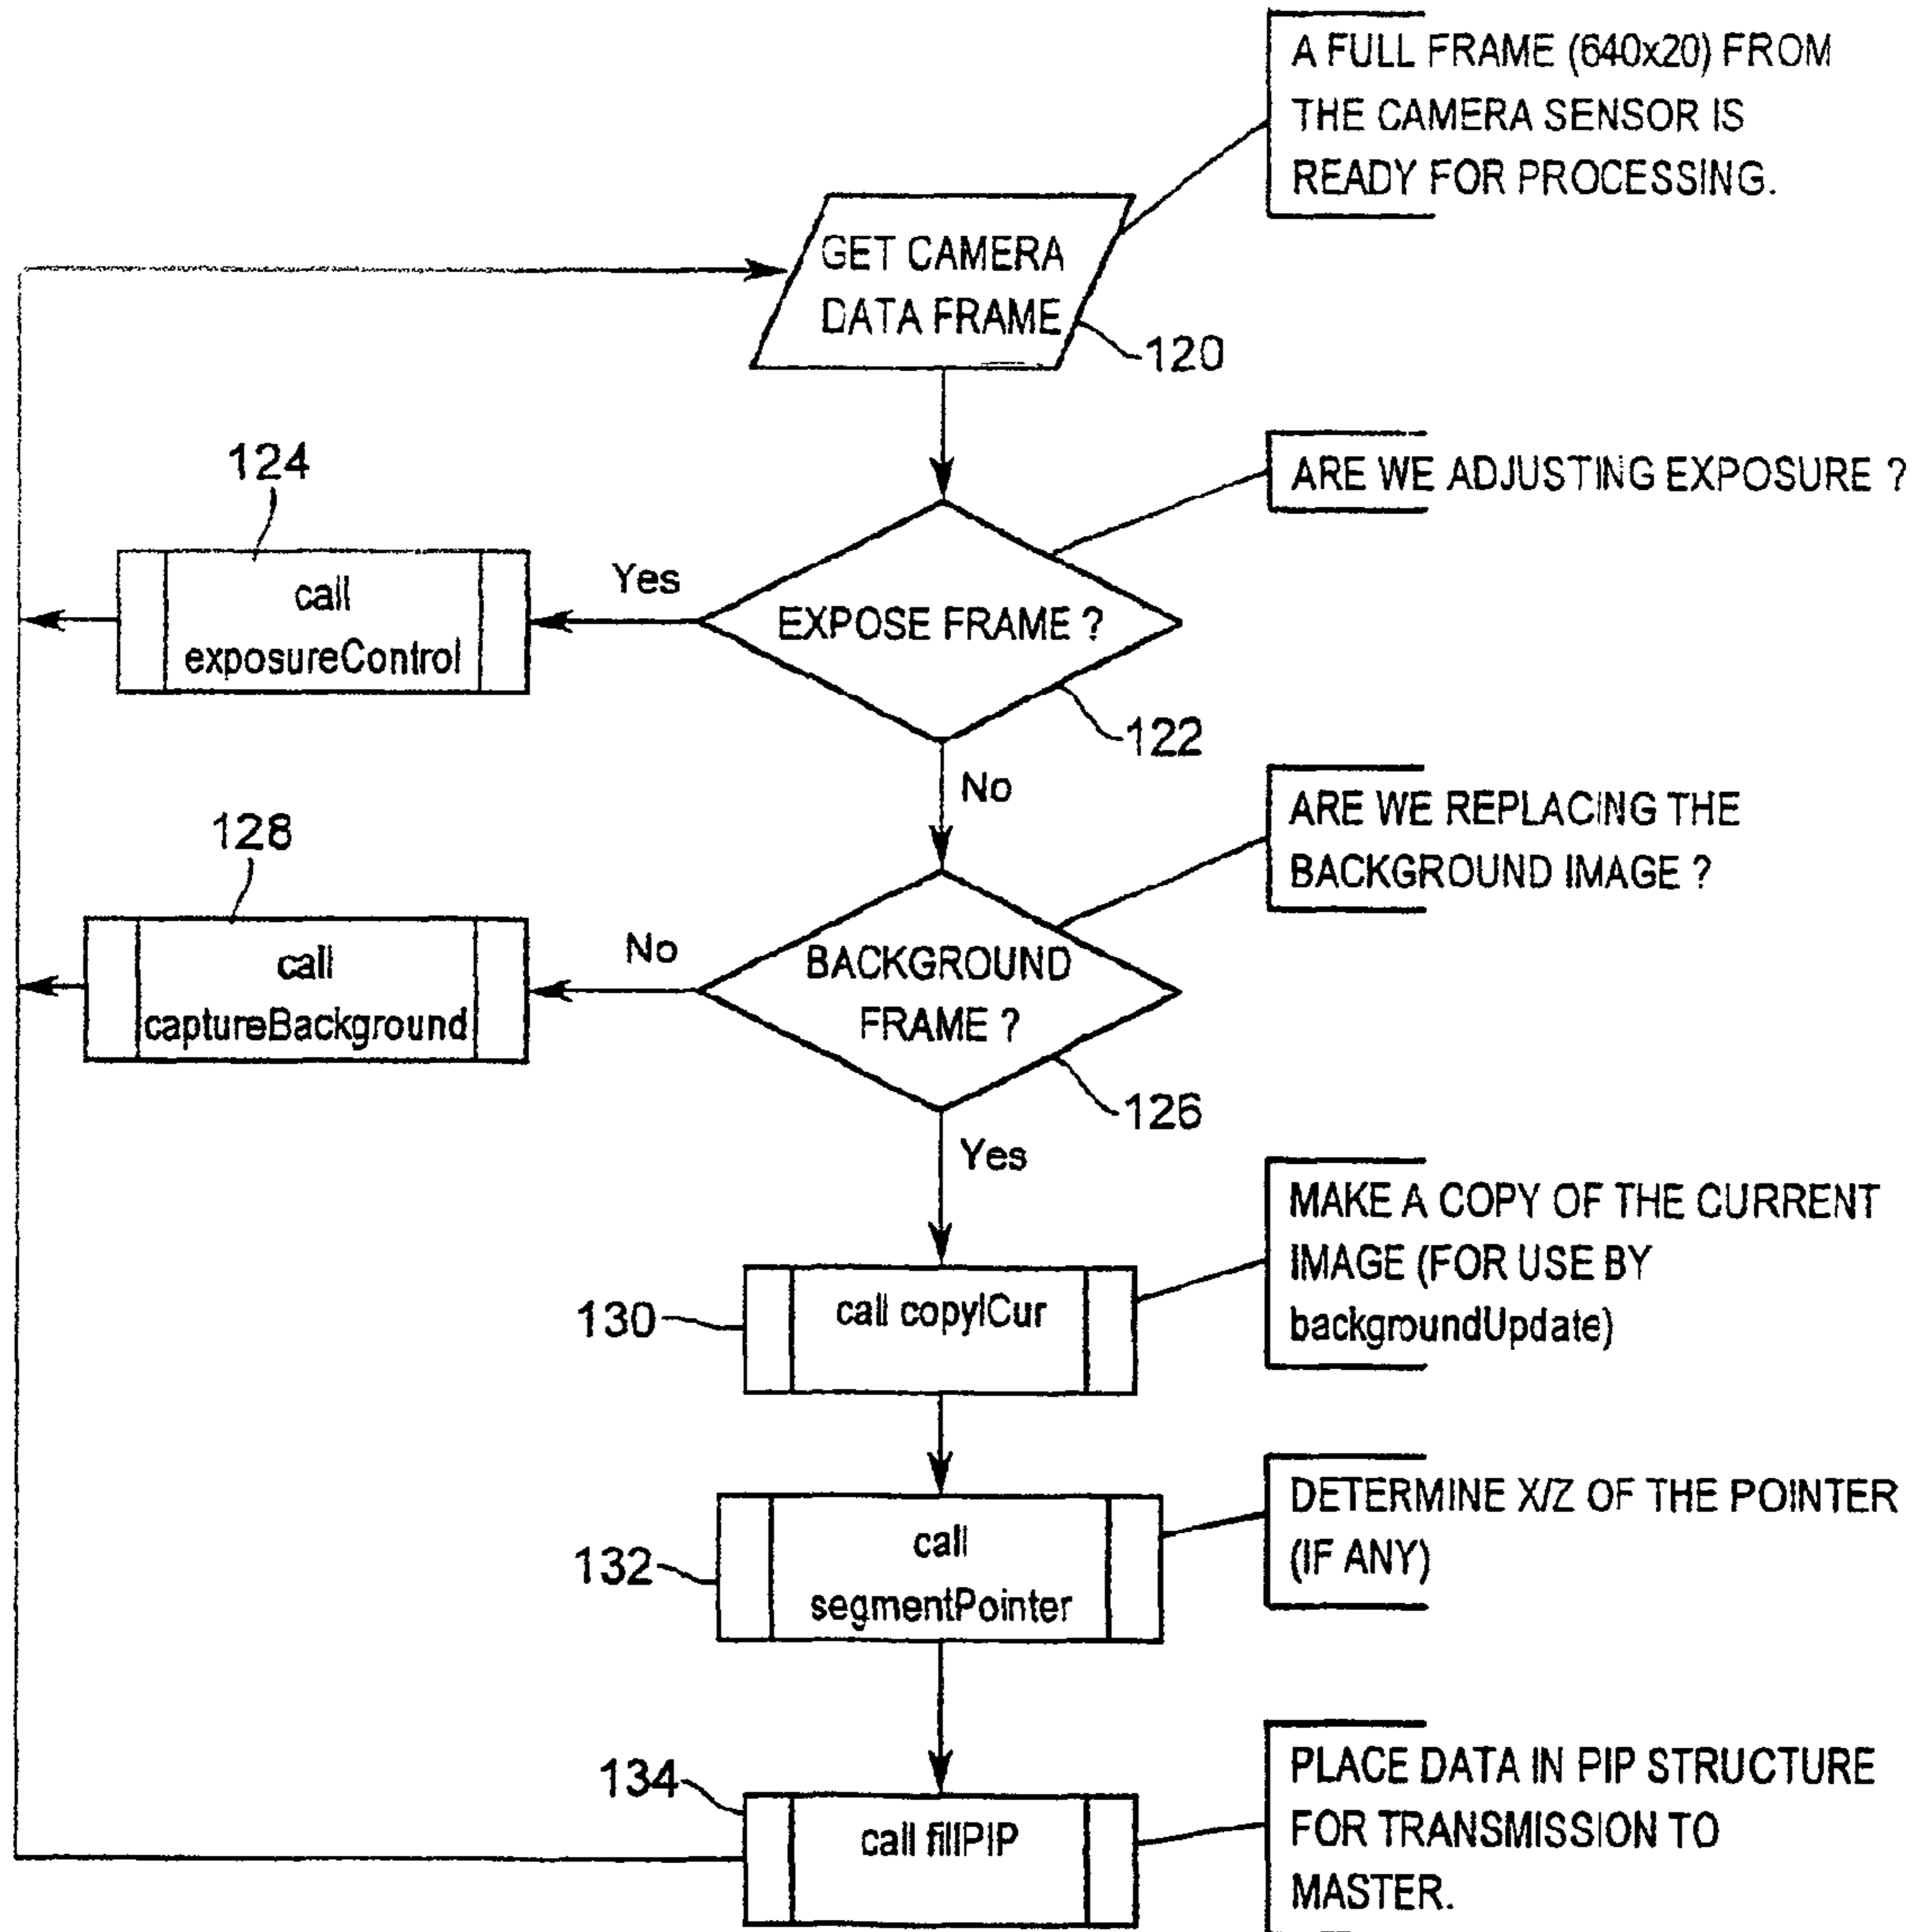 A FULL FRAME (640x20) FROM
THE CAMERA SENSOR IS
READY FOR PROCESSING.
GET CAMERA
DATA FRAME
120
124
ARE WE ADJUSTING EXPOSURE ?
call
exposureControl
Yes
EXPOSE FRAME ?
122
No
ARE WE REPLACING THE
BACKGROUND IMAGE ?
128
call
captureBackground
No
BACKGROUND
FRAME ?
126
Yes
MAKE A COPY OF THE CURRENT
IMAGE (FOR USE BY
backgroundUpdate)
130
call copyICur
DETERMINE X/Z OF THE POINTER
(IF ANY)
132
call
segmentPointer
134
call fillPIP
PLACE DATA IN PIP STRUCTURE
FOR TRANSMISSION TO
MASTER.